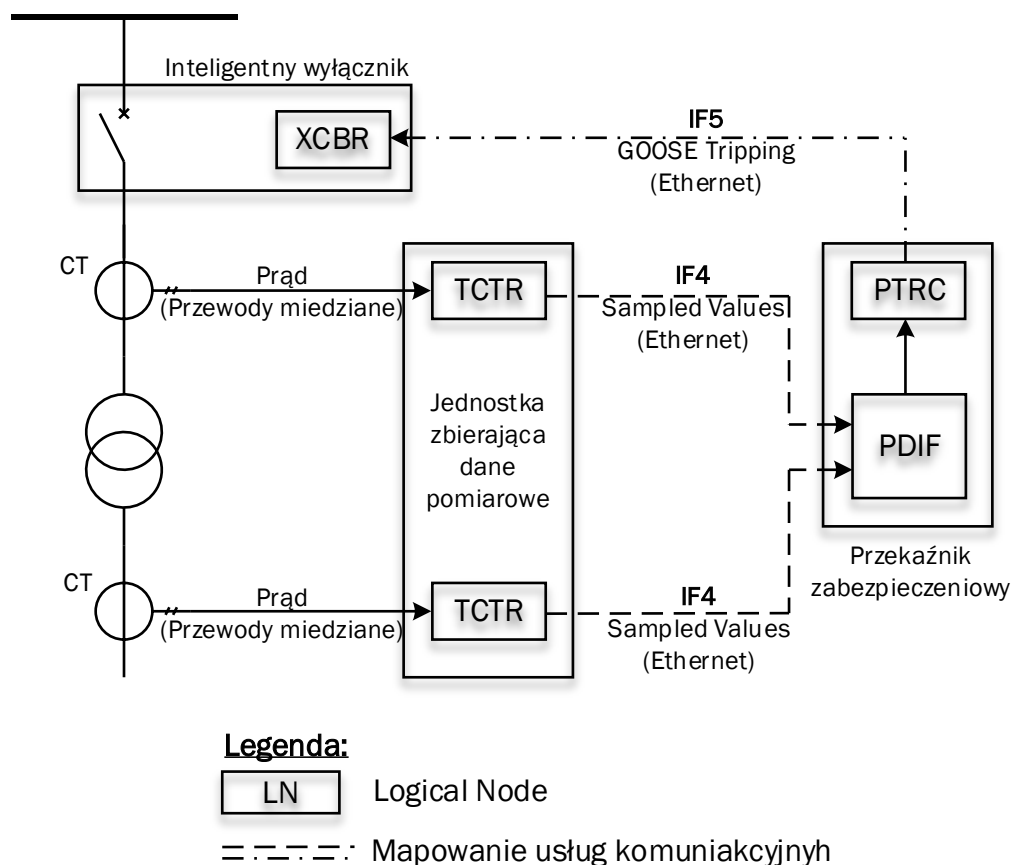 Inteligentny wyłącznik
XCBR
IF5
GOOSE Tripping
(Ethernet)
CT
Prąd
(Przewody miedziane)
TCTR
IF4
Sampled Values
(Ethernet)
PTRC
Jednostka
zbierająca
dane
pomiarowe
PDIF
Przekaźnik
zabezpieczeniowy
CT
Prąd
(Przewody miedziane)
TCTR
IF4
Sampled Values
(Ethernet)
Legenda:
LN
Logical Node
Mapowanie usług komuniakcyjnyh